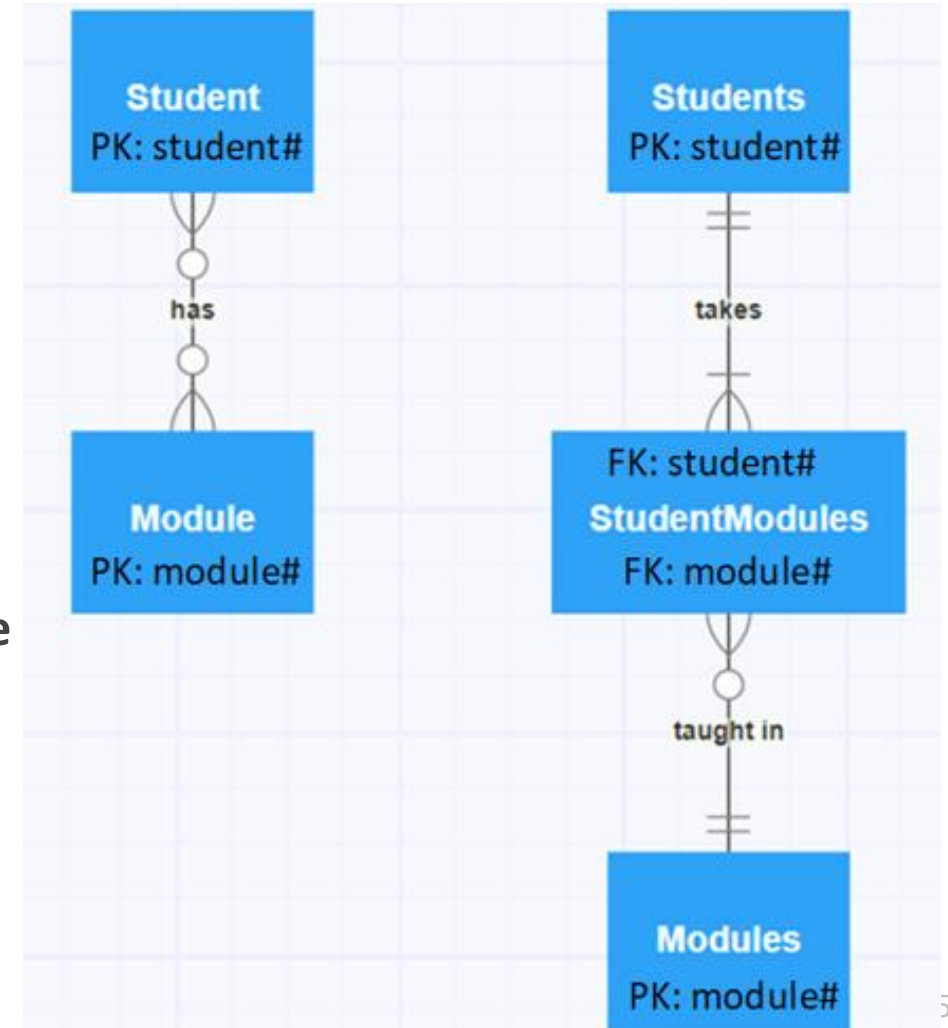 Student
PK: student#
has
Module
PK: module#
e
Students
PK: student#
takes
FK: student#
StudentModules
FK: module#
taught in
Modules
PK: module#